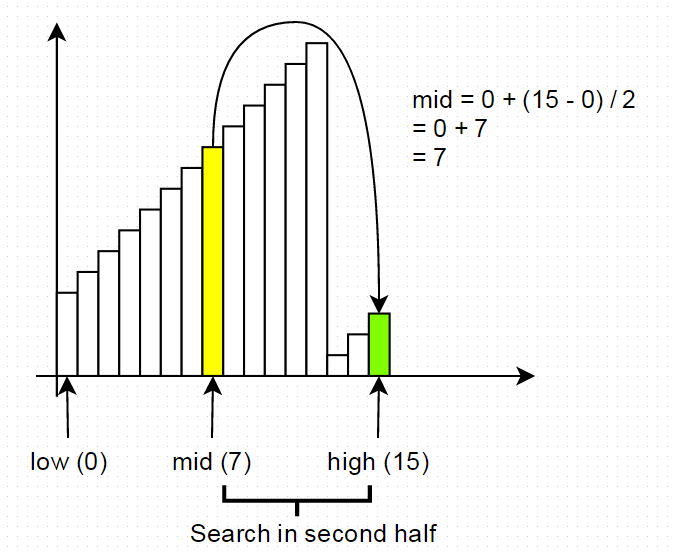 mid = 0 + (15 - 0) / 2
= 0 + 7
= 7
low (0)
mid (7)
high (15)
Search in second half